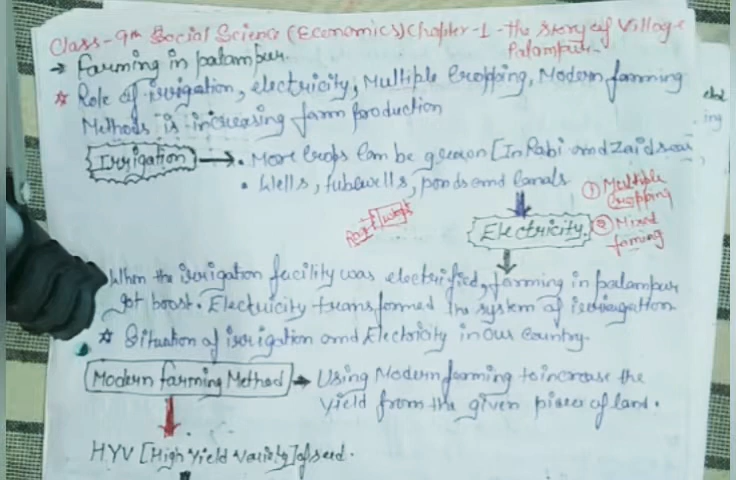 Class-9th Social Science (Economics) Chapter-1-the story of Village
Palampur-
→ Farming in palampur.
☆ Role of irrigation, electricity, Multiple Cropping, Modern farming
Methods is increasing farm production
Irrigation → • More Crops Can be grown [In Rabi and Zaid
• Wells, tubewells, ponds and Canals
① Multiple
cropping
Electricity.
② Mixed
farming
When the irrigation facility was electrified, farming in palampur
got boost. Electricity transformed the system of irrigation
☆ Situation of irrigation and Electricity in Our Country.
Modern farming Method → Using Modern farming to increase the
Yield from the given piece of land.
HYV [High Yield Variety] of seed.